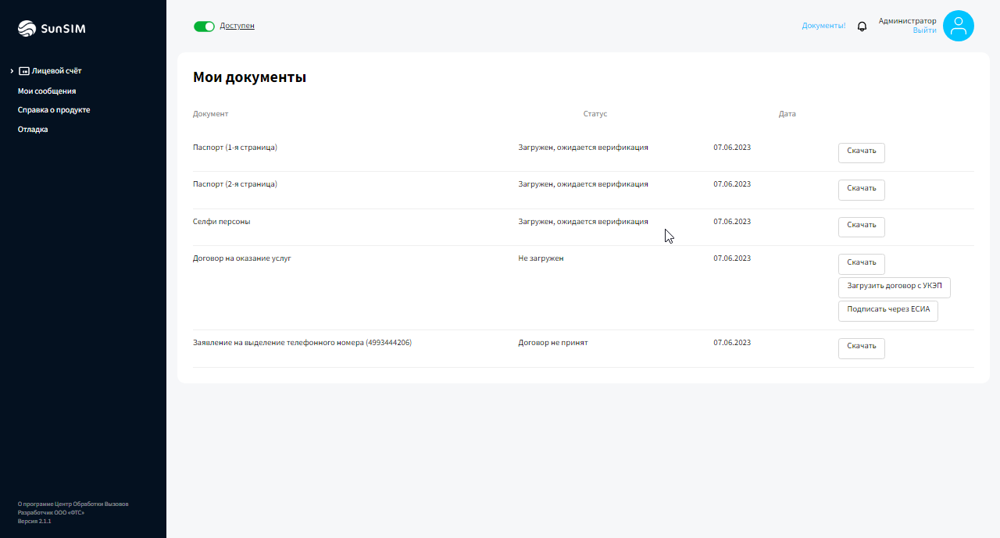 SunSIM
Доступен
Документы!
Администратор
Выйти
Лицевой счёт
Мои сообщения
Справка о продукте
Отладка
Мои документы
Документ Статус Дата
Паспорт (1-я страница) Загружен, ожидается верификация 07.06.2023 Скачать
Паспорт (2-я страница) Загружен, ожидается верификация 07.06.2023 Скачать
Селфи персоны Загружен, ожидается верификация 07.06.2023 Скачать
Договор на оказание услуг Не загружен 07.06.2023 Скачать
Загрузить договор с УКЭП
Подписать через ЕСИА
Заявление на выделение телефонного номера (4993444206) Договор не принят 07.06.2023 Скачать
О программе Центр Обработки Вызовов
Разработчик ООО «ФТС»
Версия 2.1.1